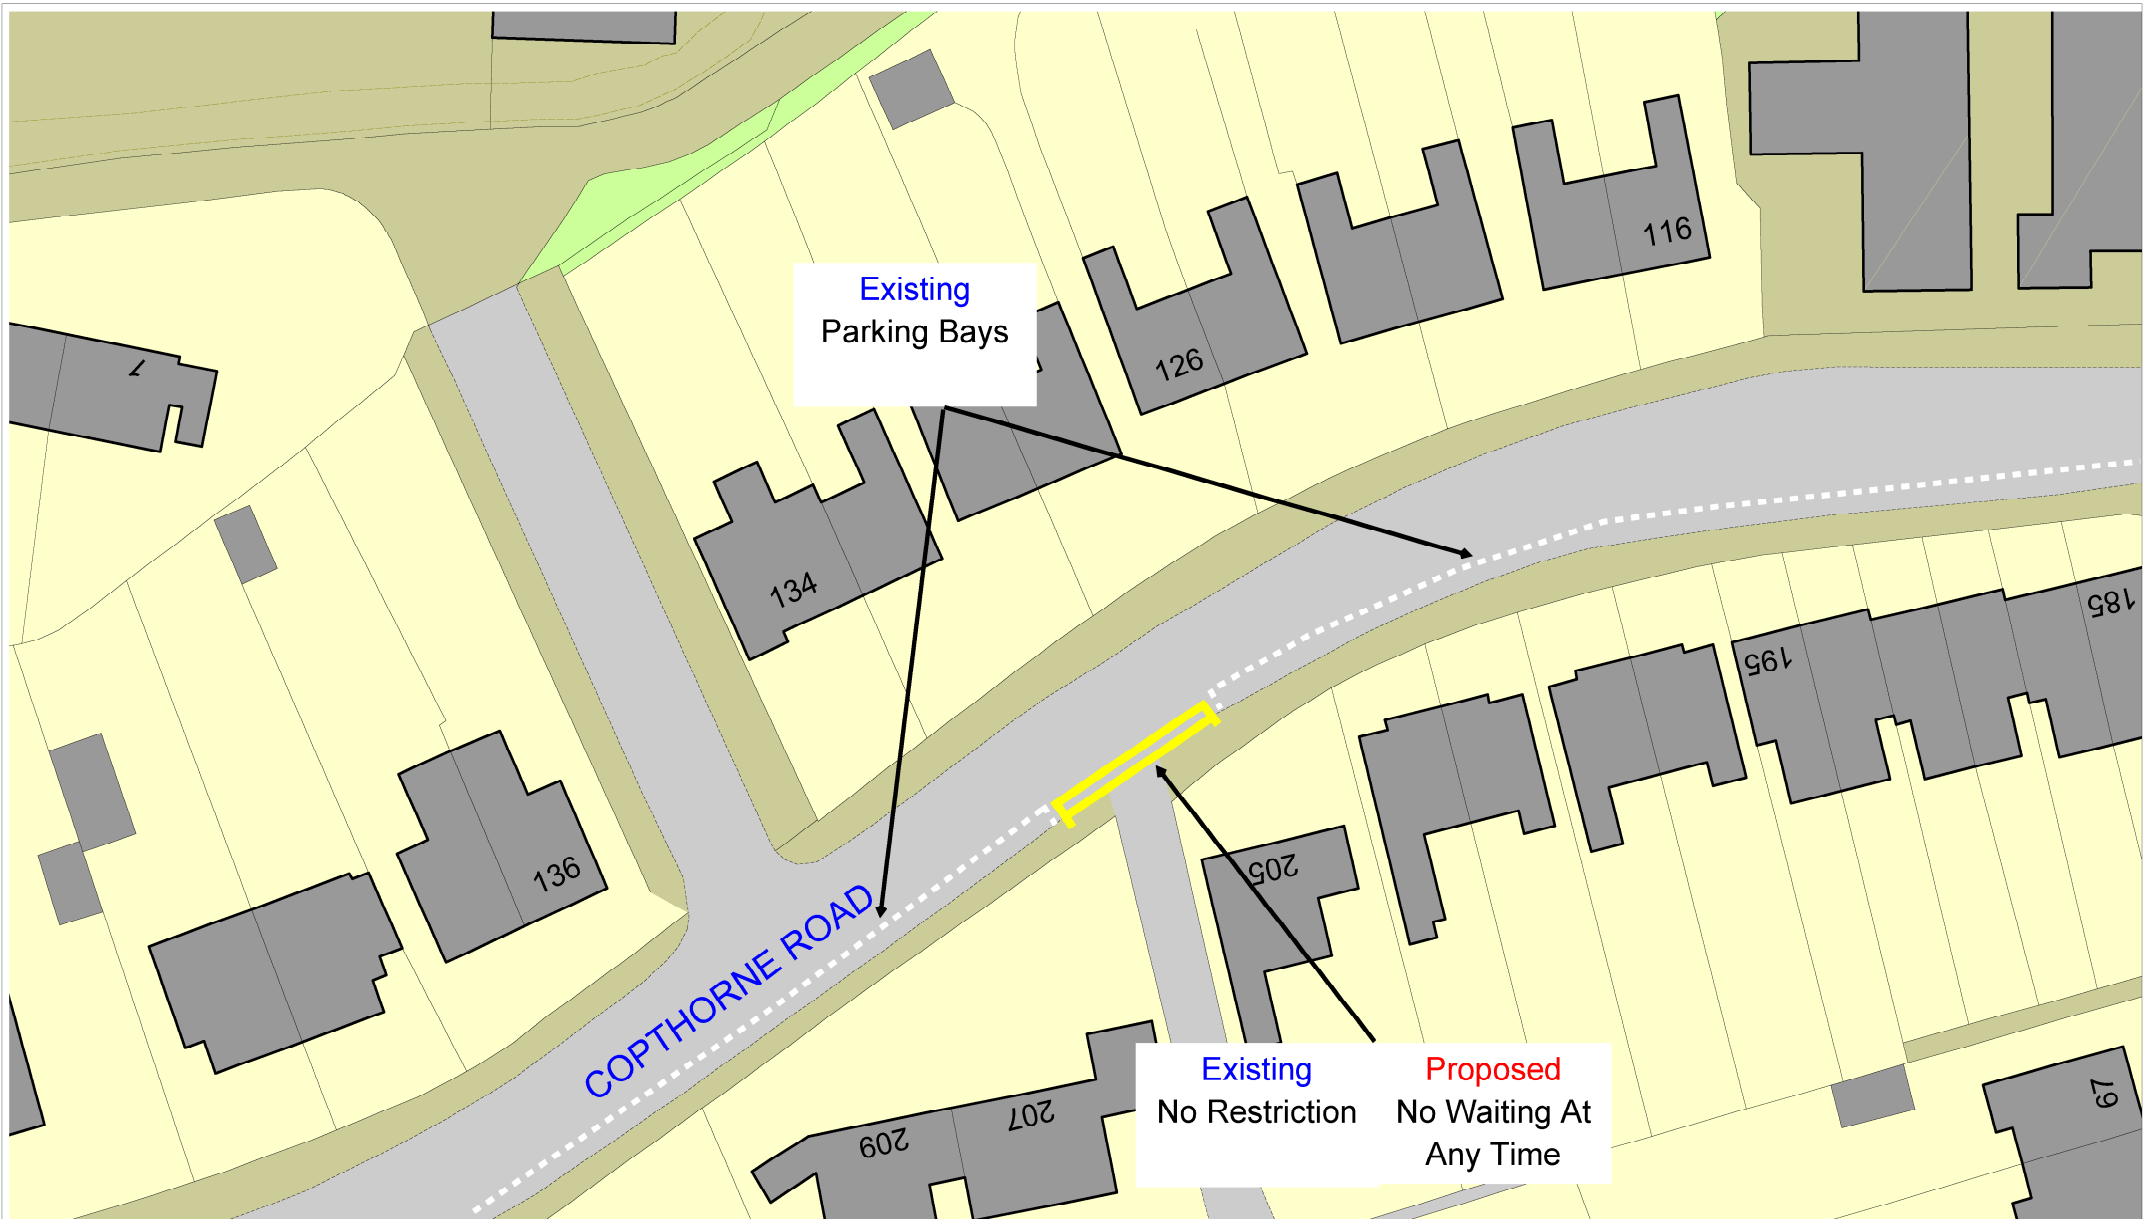 116
Existing
Parking Bays
126
1
134
185
195
136
205
COPTHORNE ROAD
Existing
No Restriction
Proposed
No Waiting At
Any Time
207
209
67